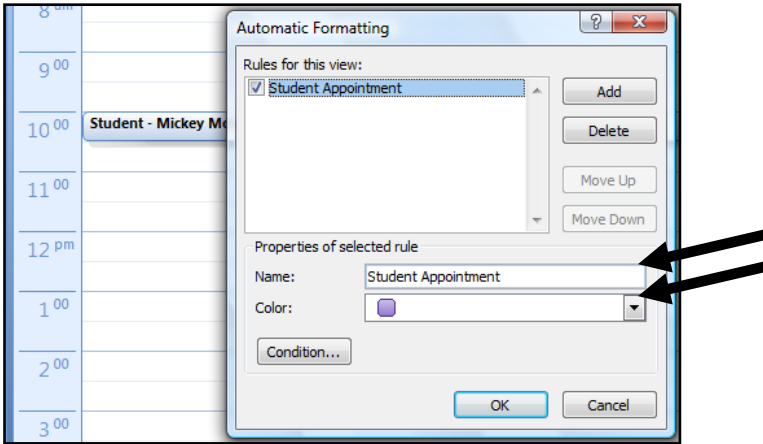 8 am
Automatic Formatting
Rules for this view:
9 00
Student Appointment
Add
10 00
Student - Mickey
Delete
11 00
Move Up
Move Down
12 pm
Properties of selected rule
Name:
Student Appointment
1 00
Color:
2 00
Condition...
OK
Cancel
3 00